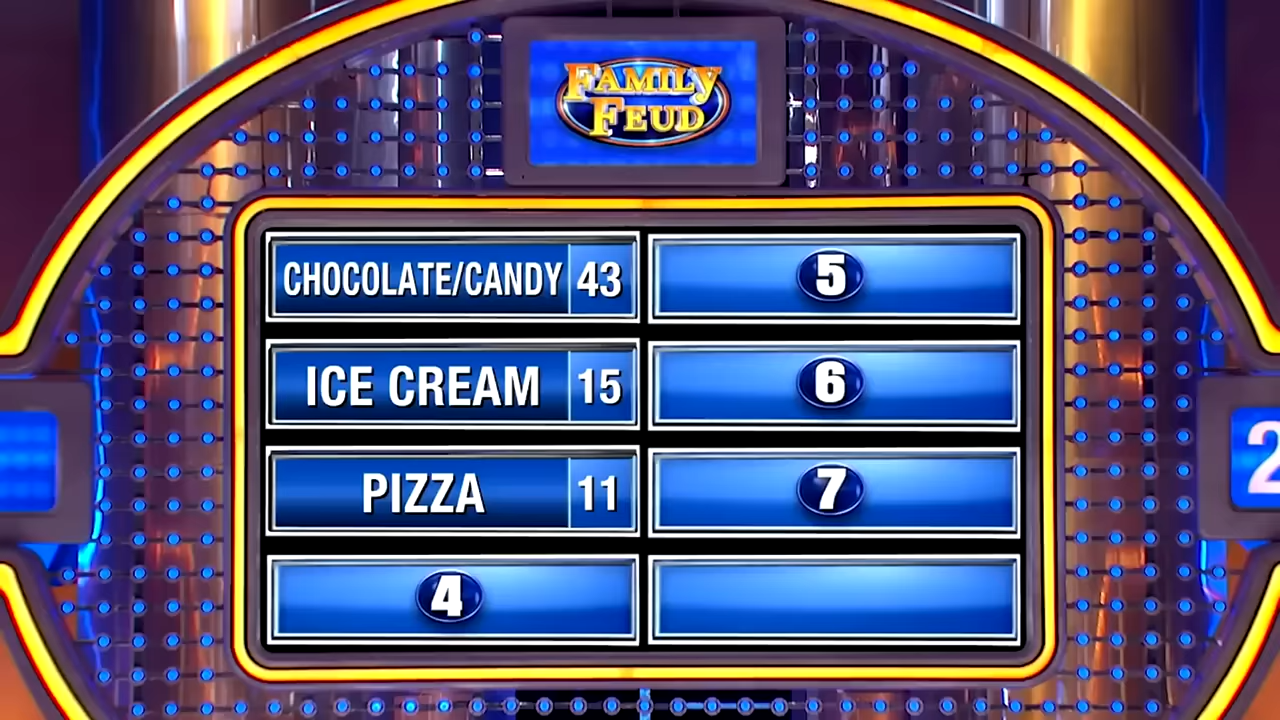 FAMILY
FEUD
CHOCOLATE/CANDY 43
5
ICE CREAM 15
6
PIZZA 11
7
2
4